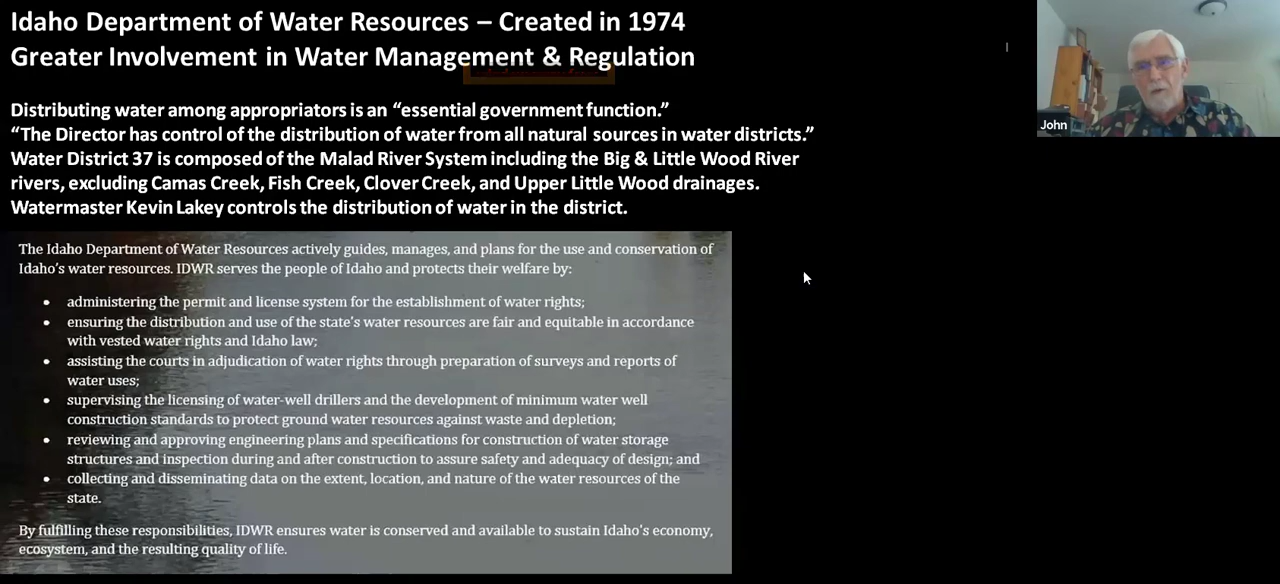 Idaho Department of Water Resources – Created in 1974
Greater Involvement in Water Management & Regulation
Distributing water among appropriators is an “essential government function.”
“The Director has control of the distribution of water from all natural sources in water districts.”
Water District 37 is composed of the Malad River System including the Big & Little Wood River
rivers, excluding Camas Creek, Fish Creek, Clover Creek, and Upper Little Wood drainages.
Watermaster Kevin Lakey controls the distribution of water in the district.
The Idaho Department of Water Resources actively guides, manages, and plans for the use and conservation of
Idaho's water resources. IDWR serves the people of Idaho and protects their welfare by:
• administering the permit and license system for the establishment of water rights;
• ensuring the distribution and use of the state's water resources are fair and equitable in accordance
with vested water rights and Idaho law;
• assisting the courts in adjudication of water rights through preparation of surveys and reports of
water uses;
• supervising the licensing of water-well drillers and the development of minimum water well
construction standards to protect ground water resources against waste and depletion;
• reviewing and approving engineering plans and specifications for construction of water storage
structures and inspection during and after construction to assure safety and adequacy of design; and
• collecting and disseminating data on the extent, location, and nature of the water resources of the
state.
By fulfilling these responsibilities, IDWR ensures water is conserved and available to sustain Idaho's economy,
ecosystem, and the resulting quality of life.
John